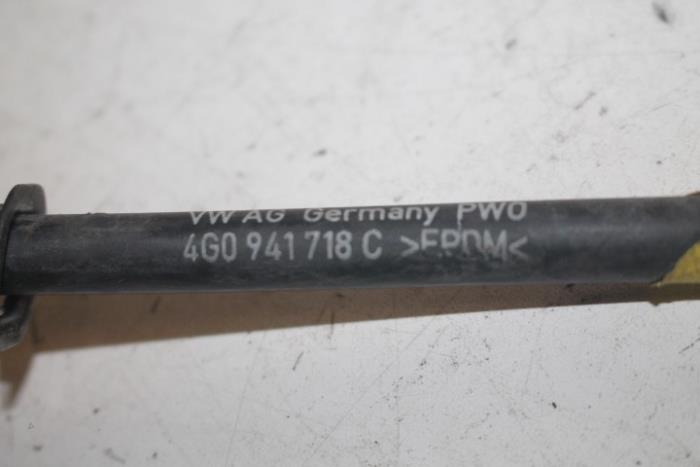 VW AG Germany PWO
4G0 941 718 C >EPDM<